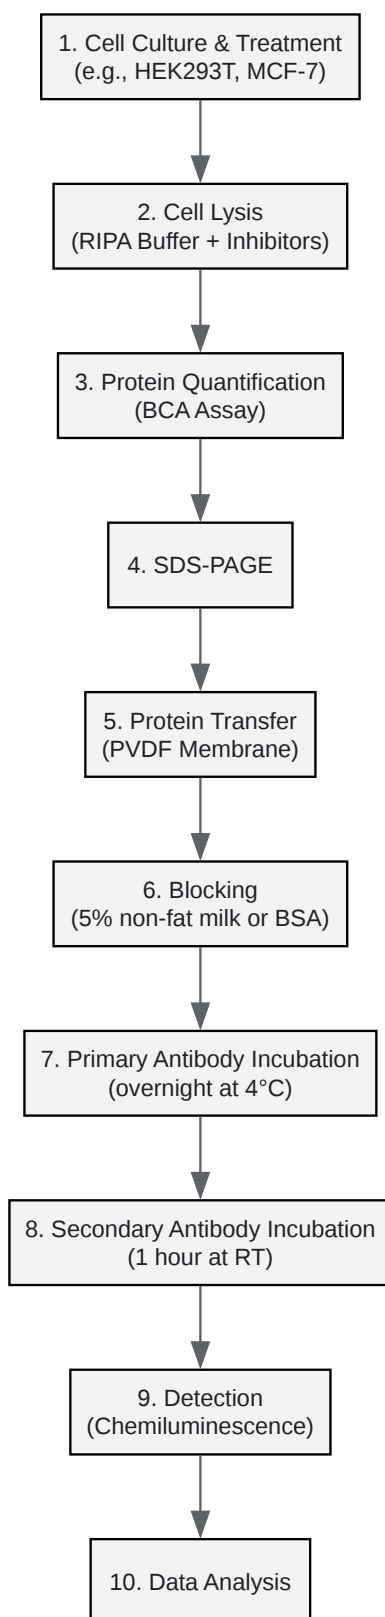 1. Cell Culture & Treatment
(e.g., HEK293T, MCF-7)
2. Cell Lysis
(RIPA Buffer + Inhibitors)
3. Protein Quantification
(BCA Assay)
4. SDS-PAGE
5. Protein Transfer
(PVDF Membrane)
6. Blocking
(5% non-fat milk or BSA)
7. Primary Antibody Incubation
(overnight at 4°C)
8. Secondary Antibody Incubation
(1 hour at RT)
9. Detection
(Chemiluminescence)
10. Data Analysis